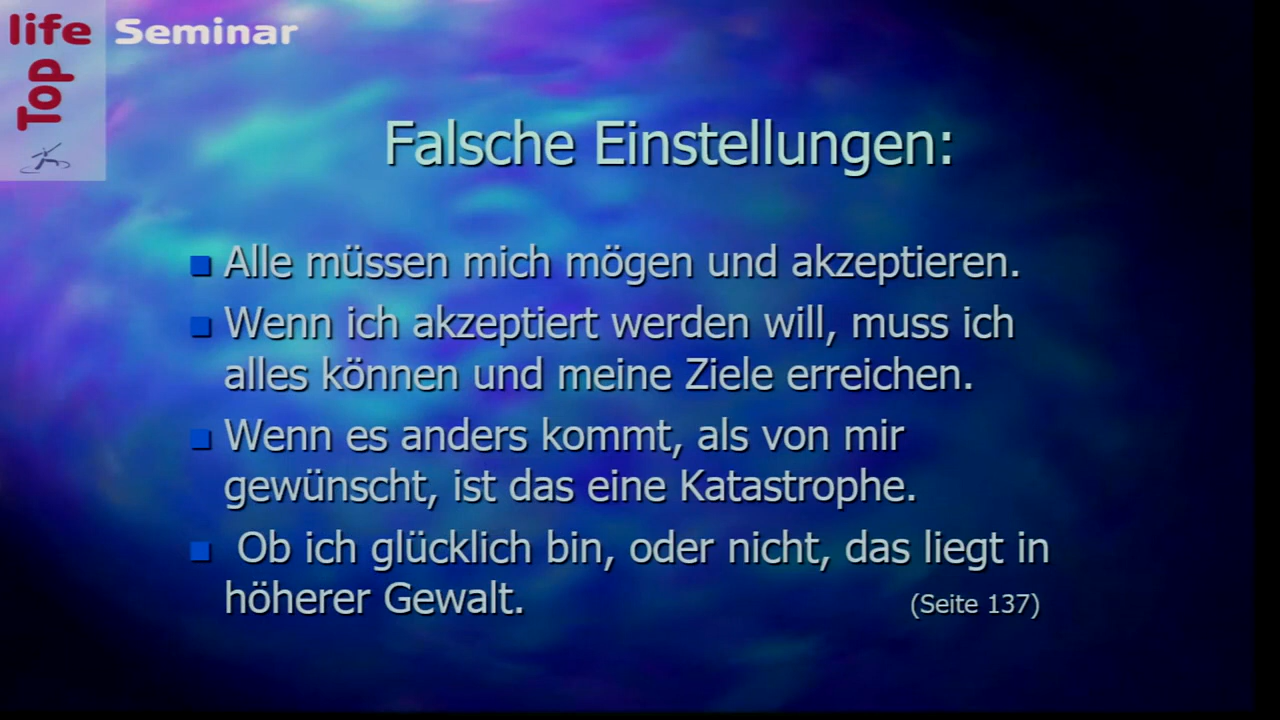 life Seminar
Top
Falsche Einstellungen:
Alle müssen mich mögen und akzeptieren.
Wenn ich akzeptiert werden will, muss ich
alles können und meine Ziele erreichen.
Wenn es anders kommt, als von mir
gewünscht, ist das eine Katastrophe.
Ob ich glücklich bin, oder nicht, das liegt in
höherer Gewalt.
(Seite 137)